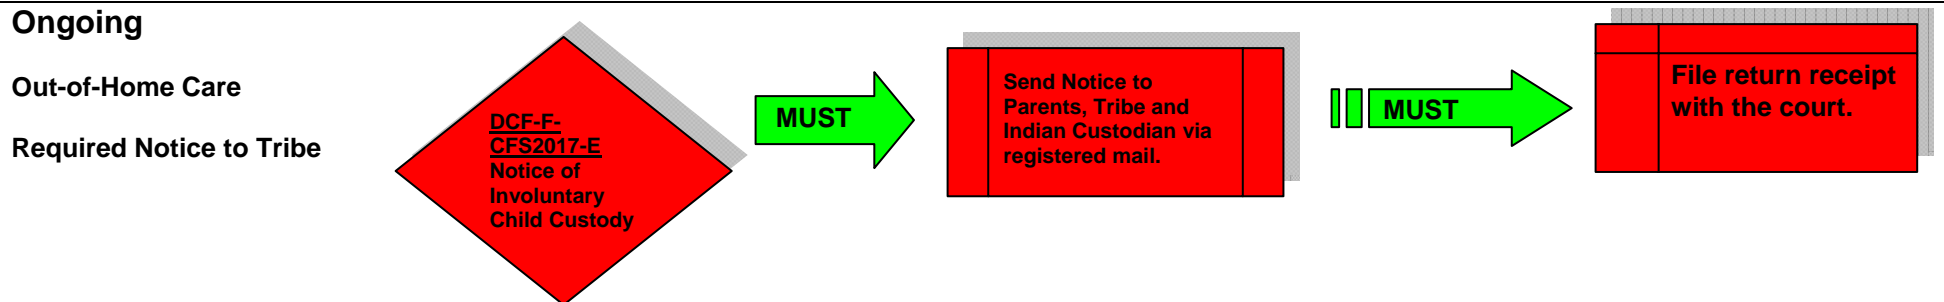 Ongoing
Out-of-Home Care
Required Notice to Tribe
DCF-F-
CFS2017-E
Notice of
Involuntary
Child Custody
MUST
Send Notice to
Parents, Tribe and
Indian Custodian via
registered mail.
MUST
File return receipt
with the court.